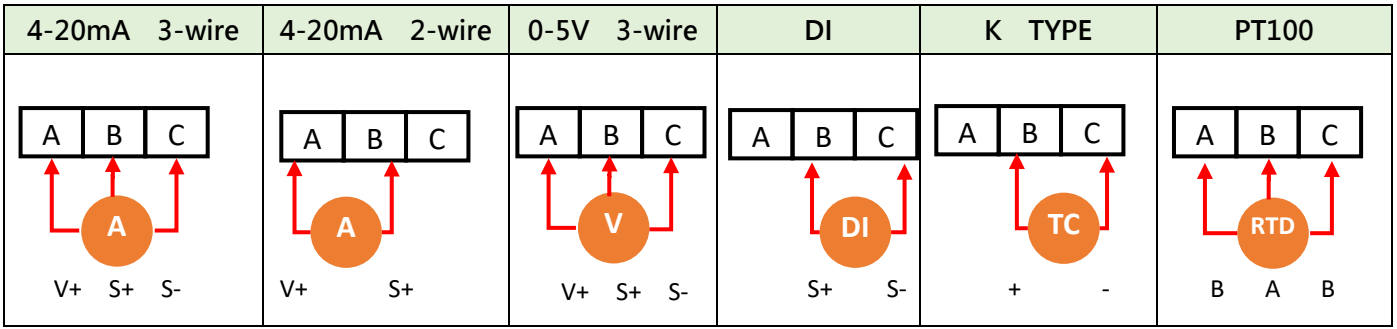 4-20mA 3-wire 4-20mA 2-wire 0-5V 3-wire DI K TYPE PT100
A B C A B C A B C A B C A B C A B C
A A V DI TC RTD
V+ S+ S- V+ S+ V+ S+ S- S+ S- + - B A B